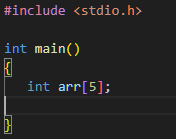 #include <stdio.h>
int main()
{
int arr[5];
}